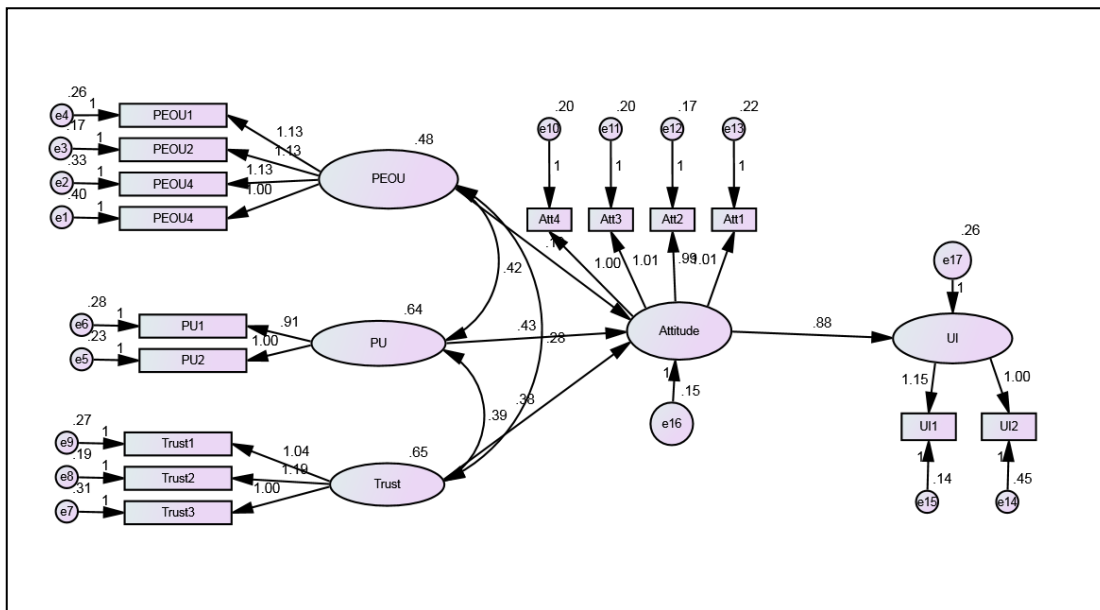 .26
e4
1
PEOU1
.17
e3
1
PEOU2
.33
e2
1
PEOU4
.40
e1
1
PEOU4
1.13
1.13
1.13
1.00
.48
PEOU
.28
e6
1
PU1
.23
e5
1
PU2
.91
1.00
.64
PU
.27
e9
1
Trust1
.19
e8
1
Trust2
.31
e7
1
Trust3
1.04
1.19
1.00
.65
Trust
.42
.39
.28
.43
.38
.20
e10
1
Att4
.20
e11
1
Att3
.17
e12
1
Att2
.22
e13
1
Att1
1.00
1.01
.99
1.01
Attitude
1
.15
e16
.88
.26
e17
1
UI
1.15
1.00
UI1
UI2
1
.14
e15
1
.45
e14